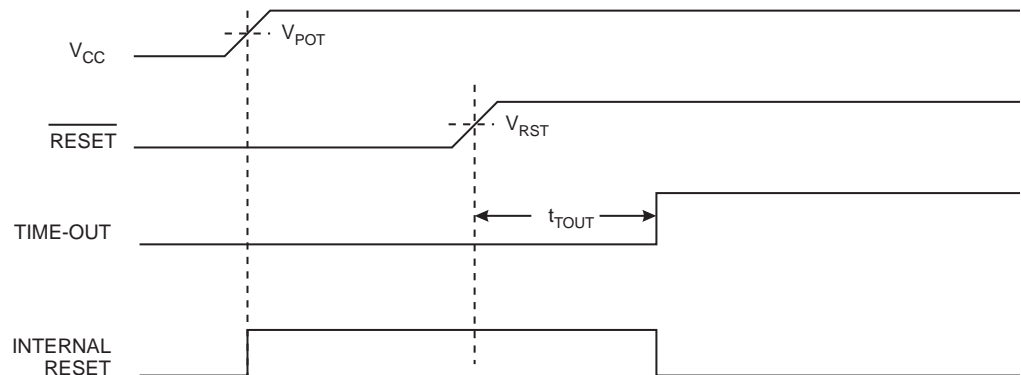 V_CC
V_POT
RESET
V_RST
TIME-OUT
t_TOUT
INTERNAL
RESET